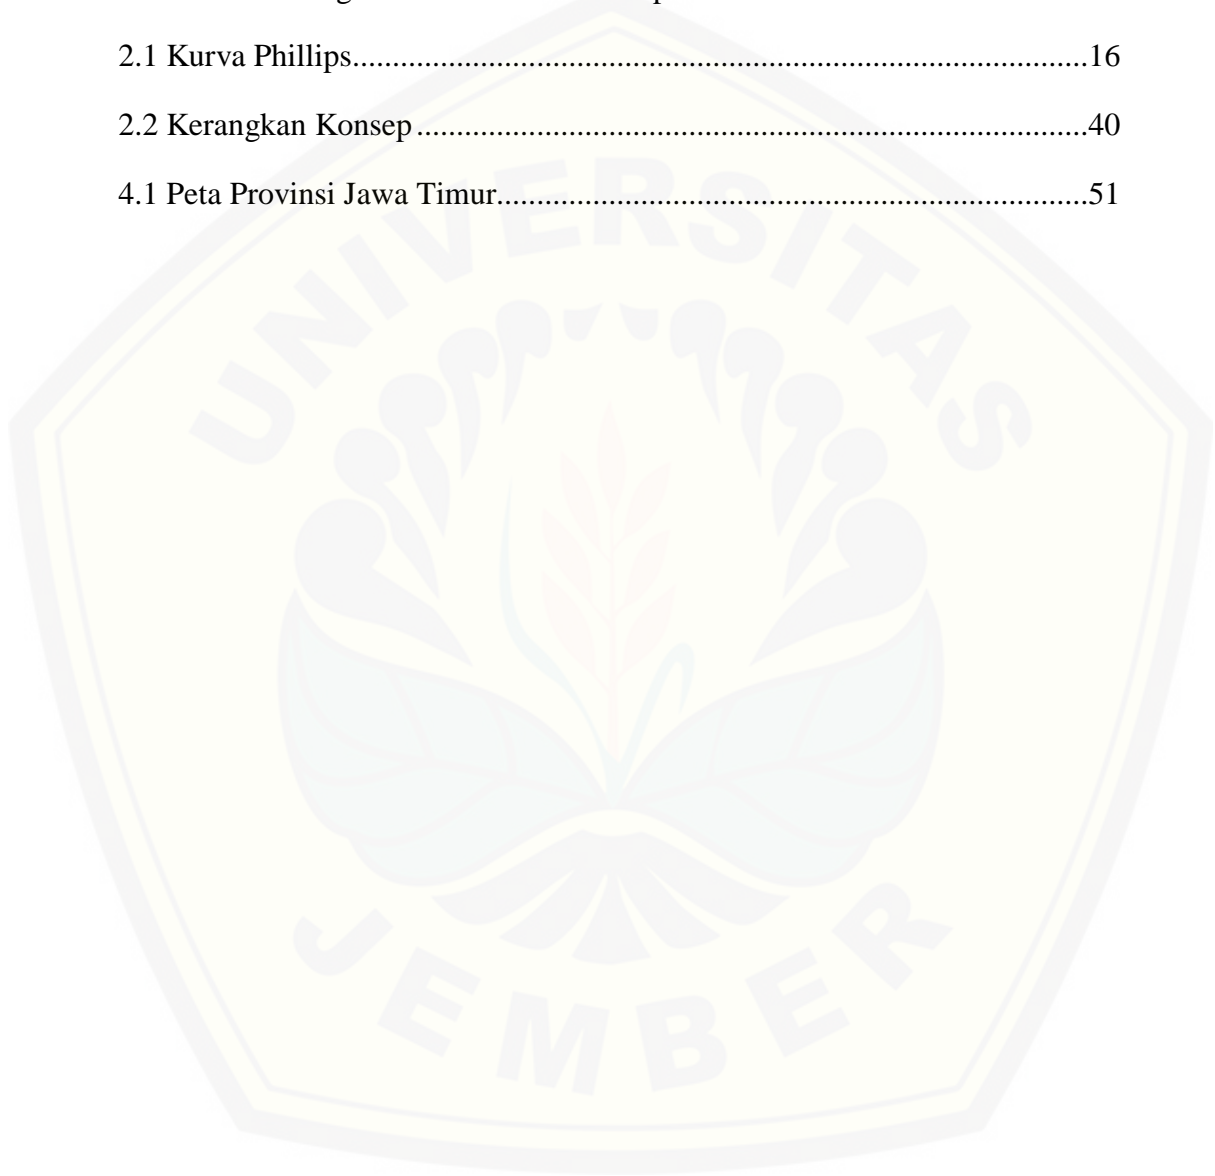 2.1 Kurva Phillips...........................................................................................16
2.2 Kerangkan Konsep...................................................................................40
4.1 Peta Provinsi Jawa Timur.........................................................................51
UNIVERSITAS
JEMBER